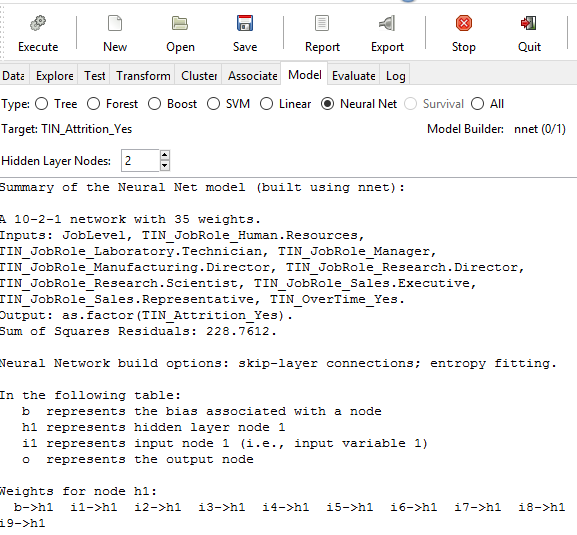 Execute New Open Save Report Export Stop Quit
Data Explore Test Transform Cluster Associate Model Evaluate Log
Type: Tree Forest Boost SVM Linear Neural Net Survival All
Target: TIN_Attrition_Yes Model Builder: nnet (0/1)
Hidden Layer Nodes: 2
Summary of the Neural Net model (built using nnet):
A 10-2-1 network with 35 weights.
Inputs: JobLevel, TIN_JobRole_Human.Resources,
TIN_JobRole_Laboratory.Technician, TIN_JobRole_Manager,
TIN_JobRole_Manufacturing.Director, TIN_JobRole_Research.Director,
TIN_JobRole_Research.Scientist, TIN_JobRole_Sales.Executive,
TIN_JobRole_Sales.Representative, TIN_OverTime_Yes.
Output: as.factor(TIN_Attrition_Yes).
Sum of Squares Residuals: 228.7612.
Neural Network build options: skip-layer connections; entropy fitting.
In the following table:
b represents the bias associated with a node
h1 represents hidden layer node 1
i1 represents input node 1 (i.e., input variable 1)
o represents the output node
Weights for node h1:
b->h1 i1->h1 i2->h1 i3->h1 i4->h1 i5->h1 i6->h1 i7->h1 i8->h1
i9->h1